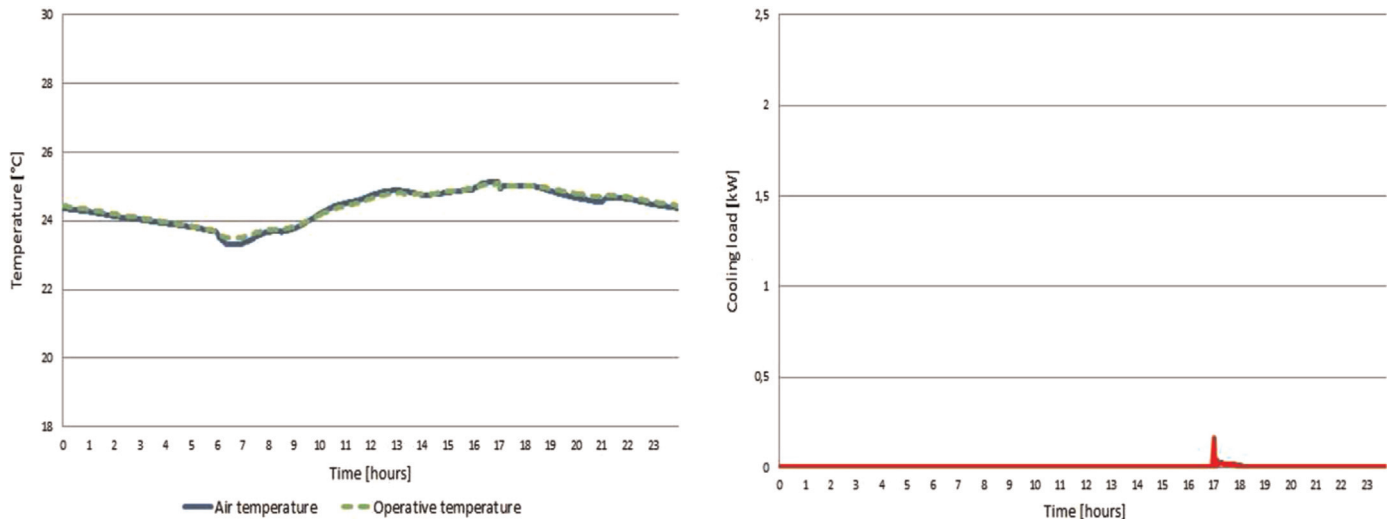 Temperature [°C]
30
28
26
24
22
20
18
0 1 2 3 4 5 6 7 8 9 10 11 12 13 14 15 16 17 18 19 20 21 22 23
Time [hours]
Air temperature Operative temperature
Cooling load [kW]
2,5
2
1,5
1
0,5
0
0 1 2 3 4 5 6 7 8 9 10 11 12 13 14 15 16 17 18 19 20 21 22 23
Time [hours]